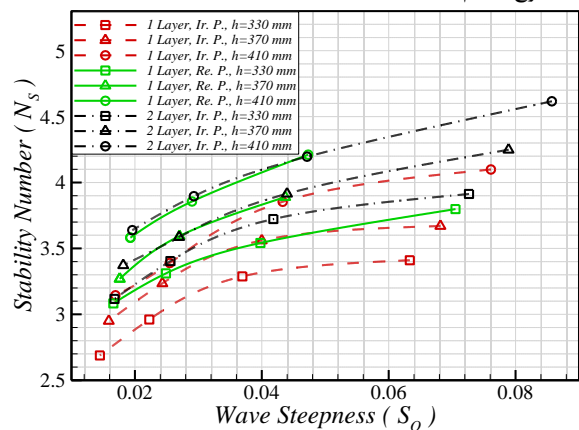 5
4.5
4
3.5
3
2.5
0.02
0.04
0.06
0.08
Stability Number ( N_S )
Wave Steepness ( S_O )
1 Layer, Ir. P., h=330 mm
1 Layer, Ir. P., h=370 mm
1 Layer, Ir. P., h=410 mm
1 Layer, Re. P., h=330 mm
1 Layer, Re. P., h=370 mm
1 Layer, Re. P., h=410 mm
2 Layer, Ir. P., h=330 mm
2 Layer, Ir. P., h=370 mm
2 Layer, Ir. P., h=410 mm